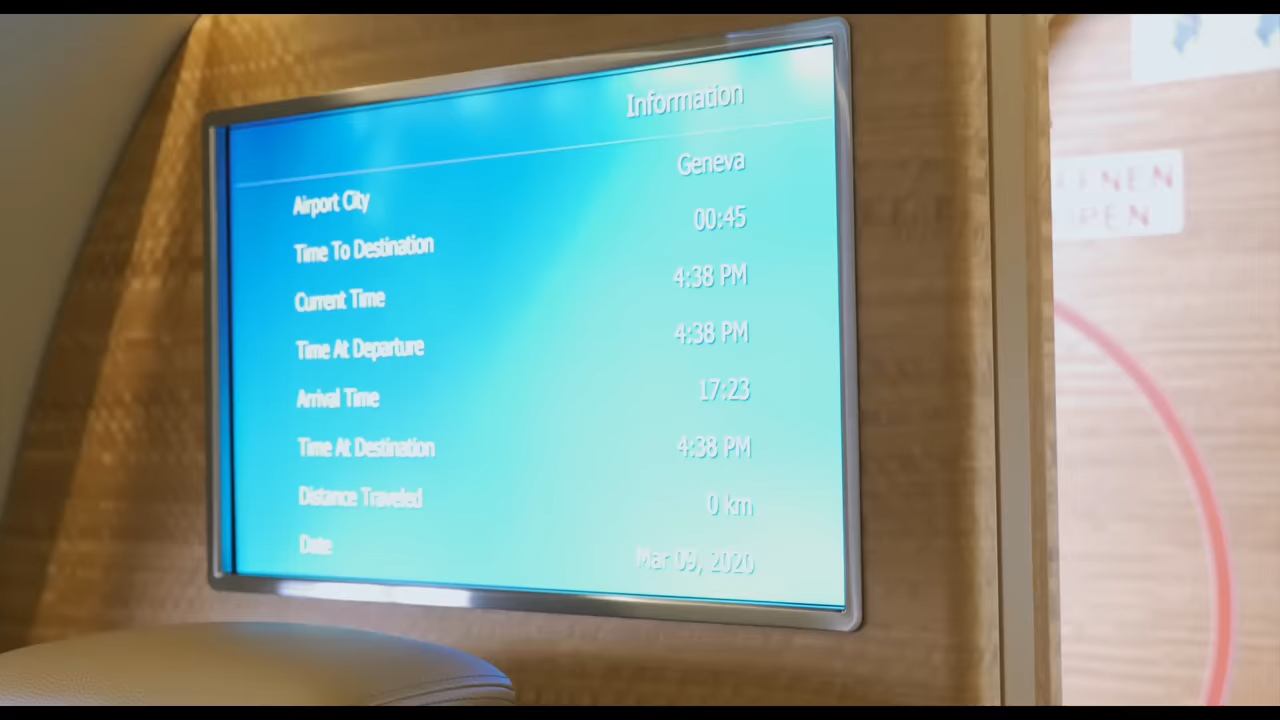 Information
Airport City Geneva
Time To Destination 00:45
Current Time 4:38 PM
Time At Departure 4:38 PM
Arrival Time 17:23
Time At Destination 4:38 PM
Distance Traveled 0 km
Date Mar 09, 2020
OPEN